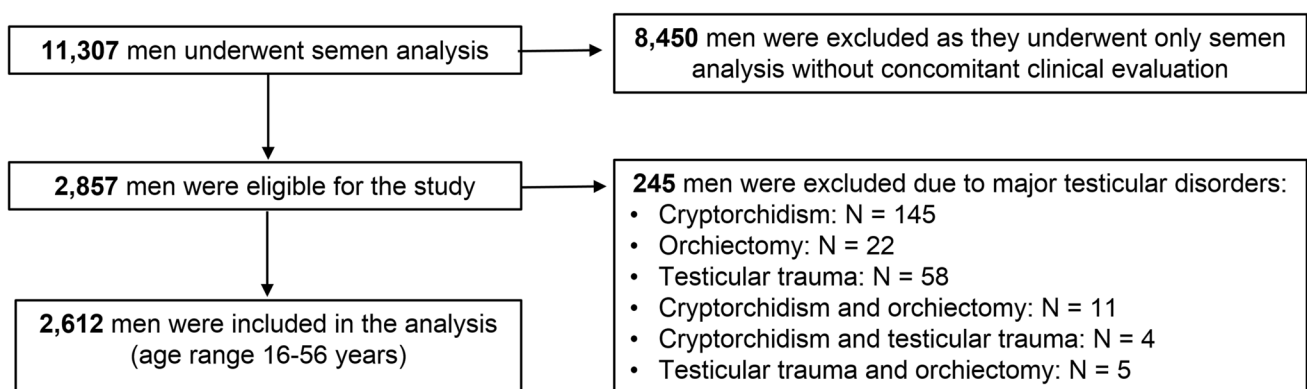 11,307 men underwent semen analysis
8,450 men were excluded as they underwent only semen
analysis without concomitant clinical evaluation
2,857 men were eligible for the study
245 men were excluded due to major testicular disorders:
• Cryptorchidism: N = 145
• Orchiectomy: N = 22
• Testicular trauma: N = 58
• Cryptorchidism and orchiectomy: N = 11
• Cryptorchidism and testicular trauma: N = 4
• Testicular trauma and orchiectomy: N = 5
2,612 men were included in the analysis
(age range 16-56 years)